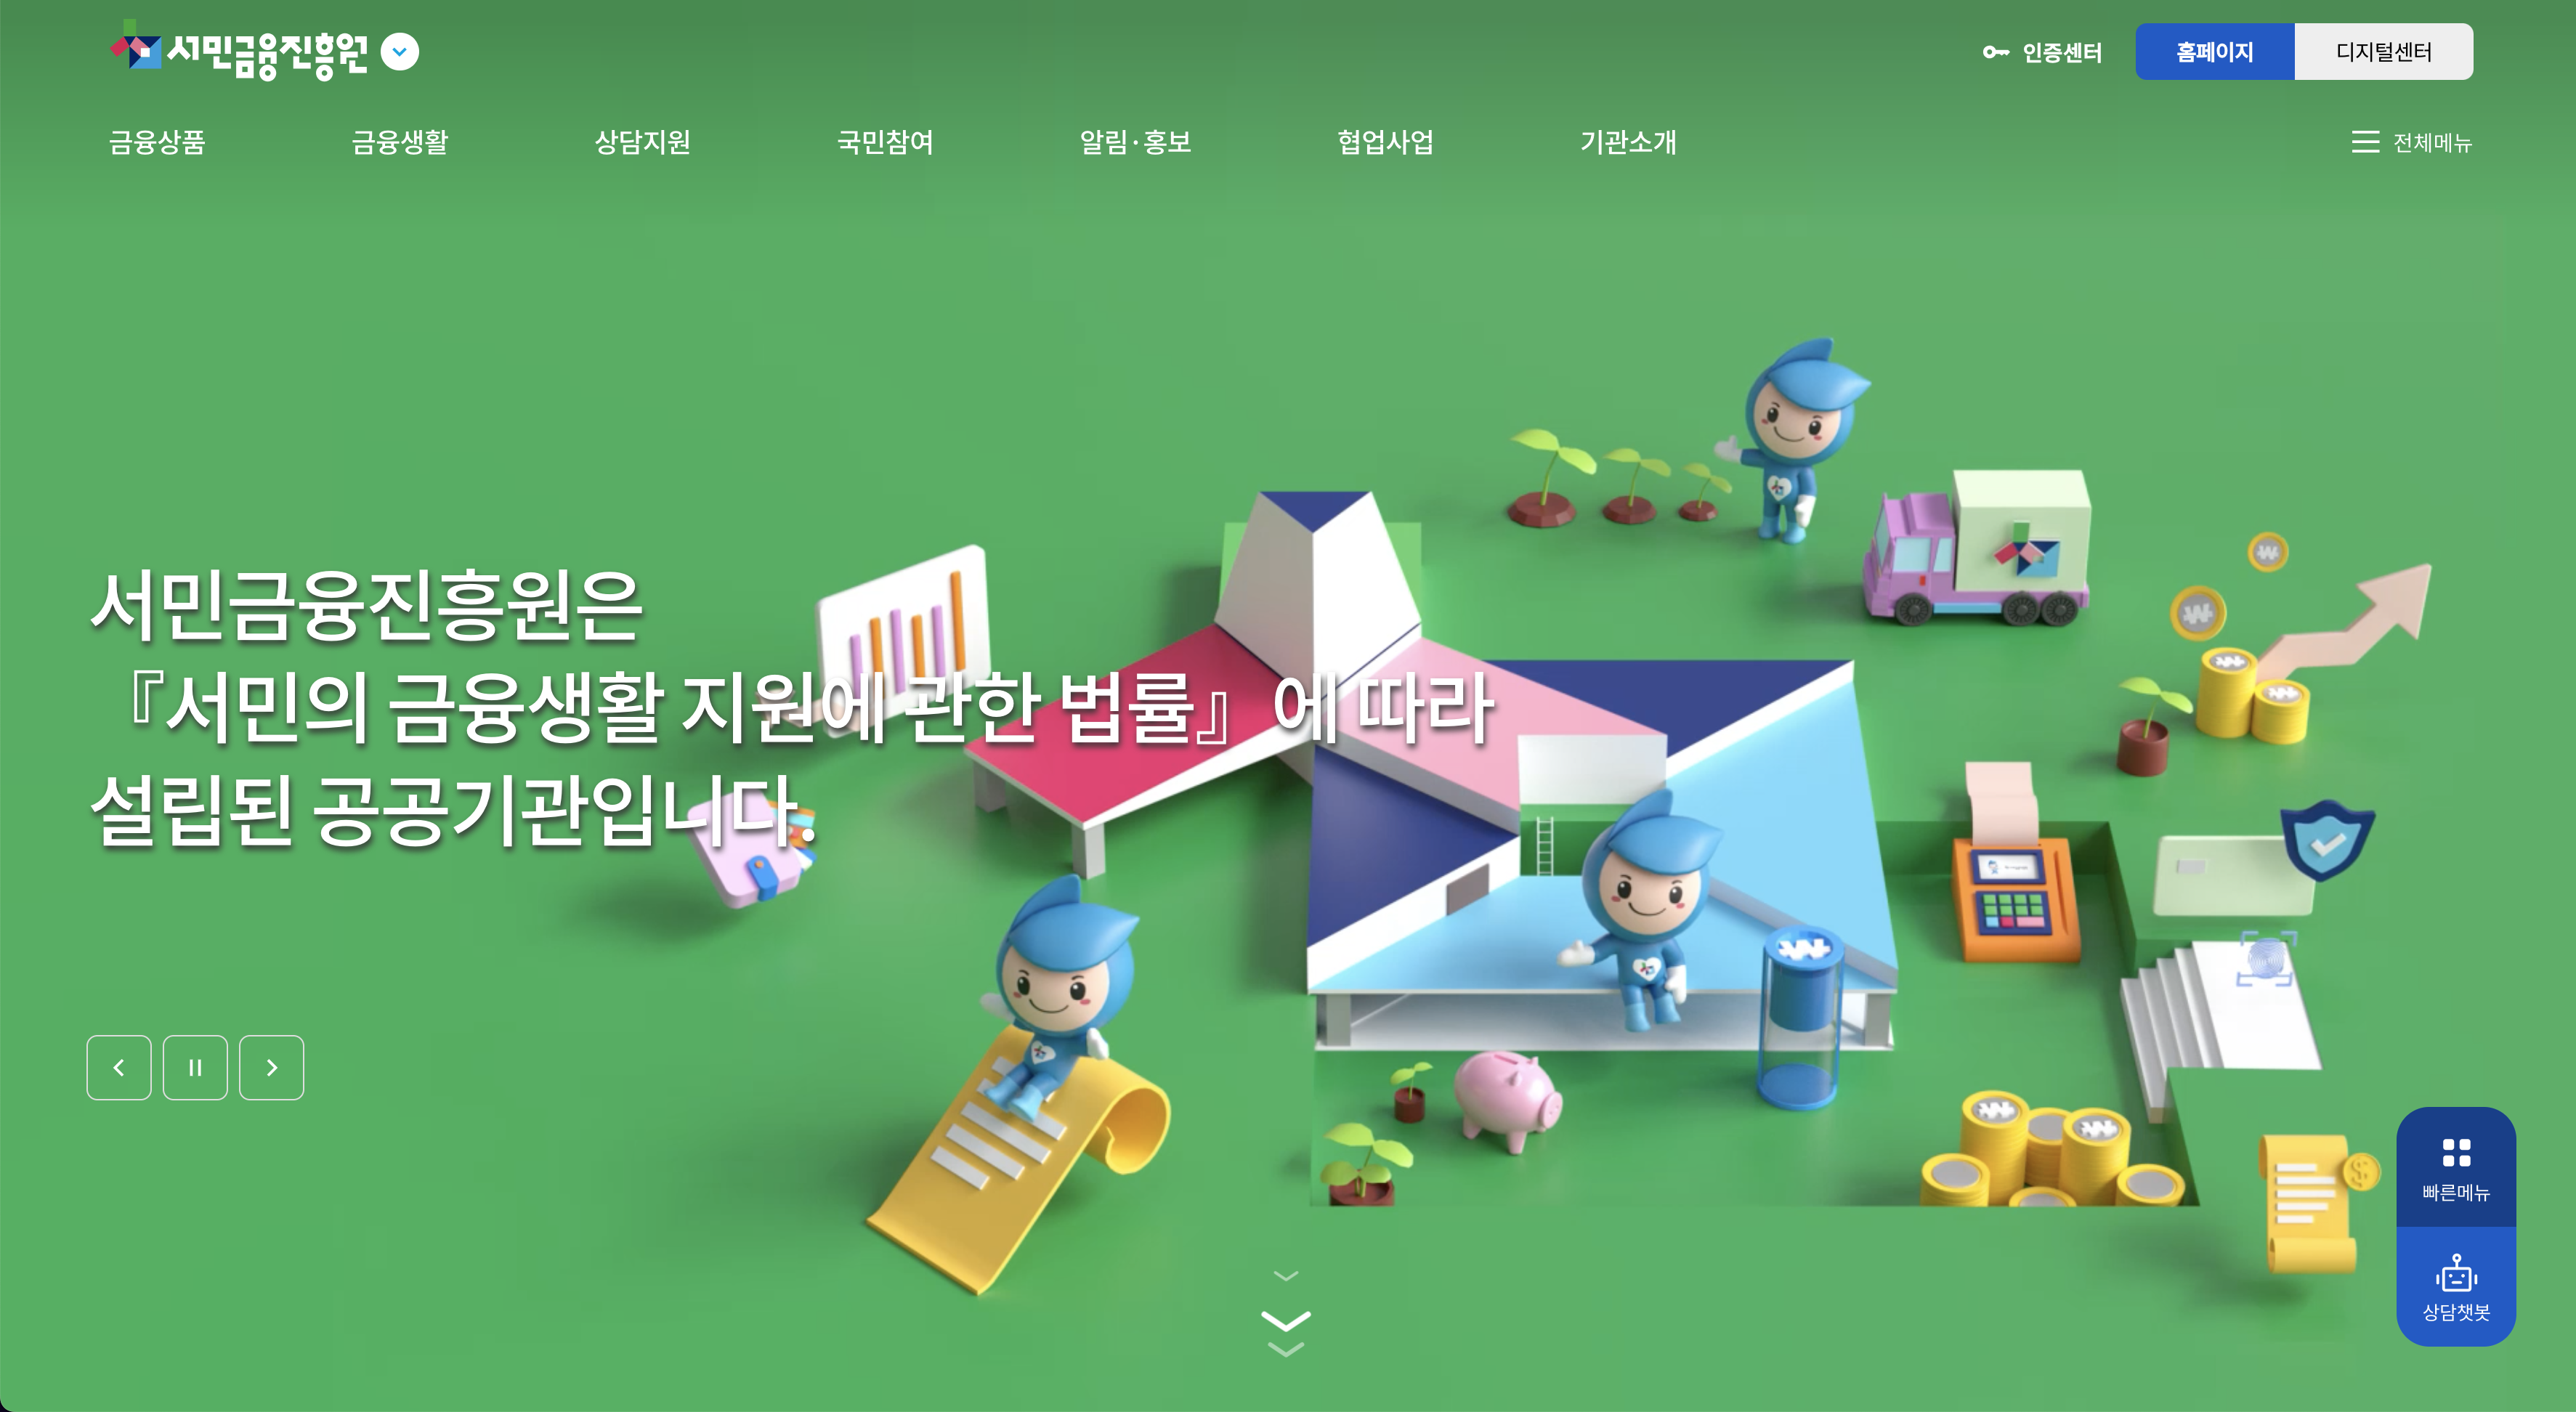 서민금융진흥원
인증센터
홈페이지
디지털센터
금융상품
금융생활
상담지원
국민참여
알림·홍보
협업사업
기관소개
전체메뉴
서민금융진흥원은
『서민의 금융생활 지원에 관한 법률』에 따라
설립된 공공기관입니다.
빠른메뉴
상담챗봇